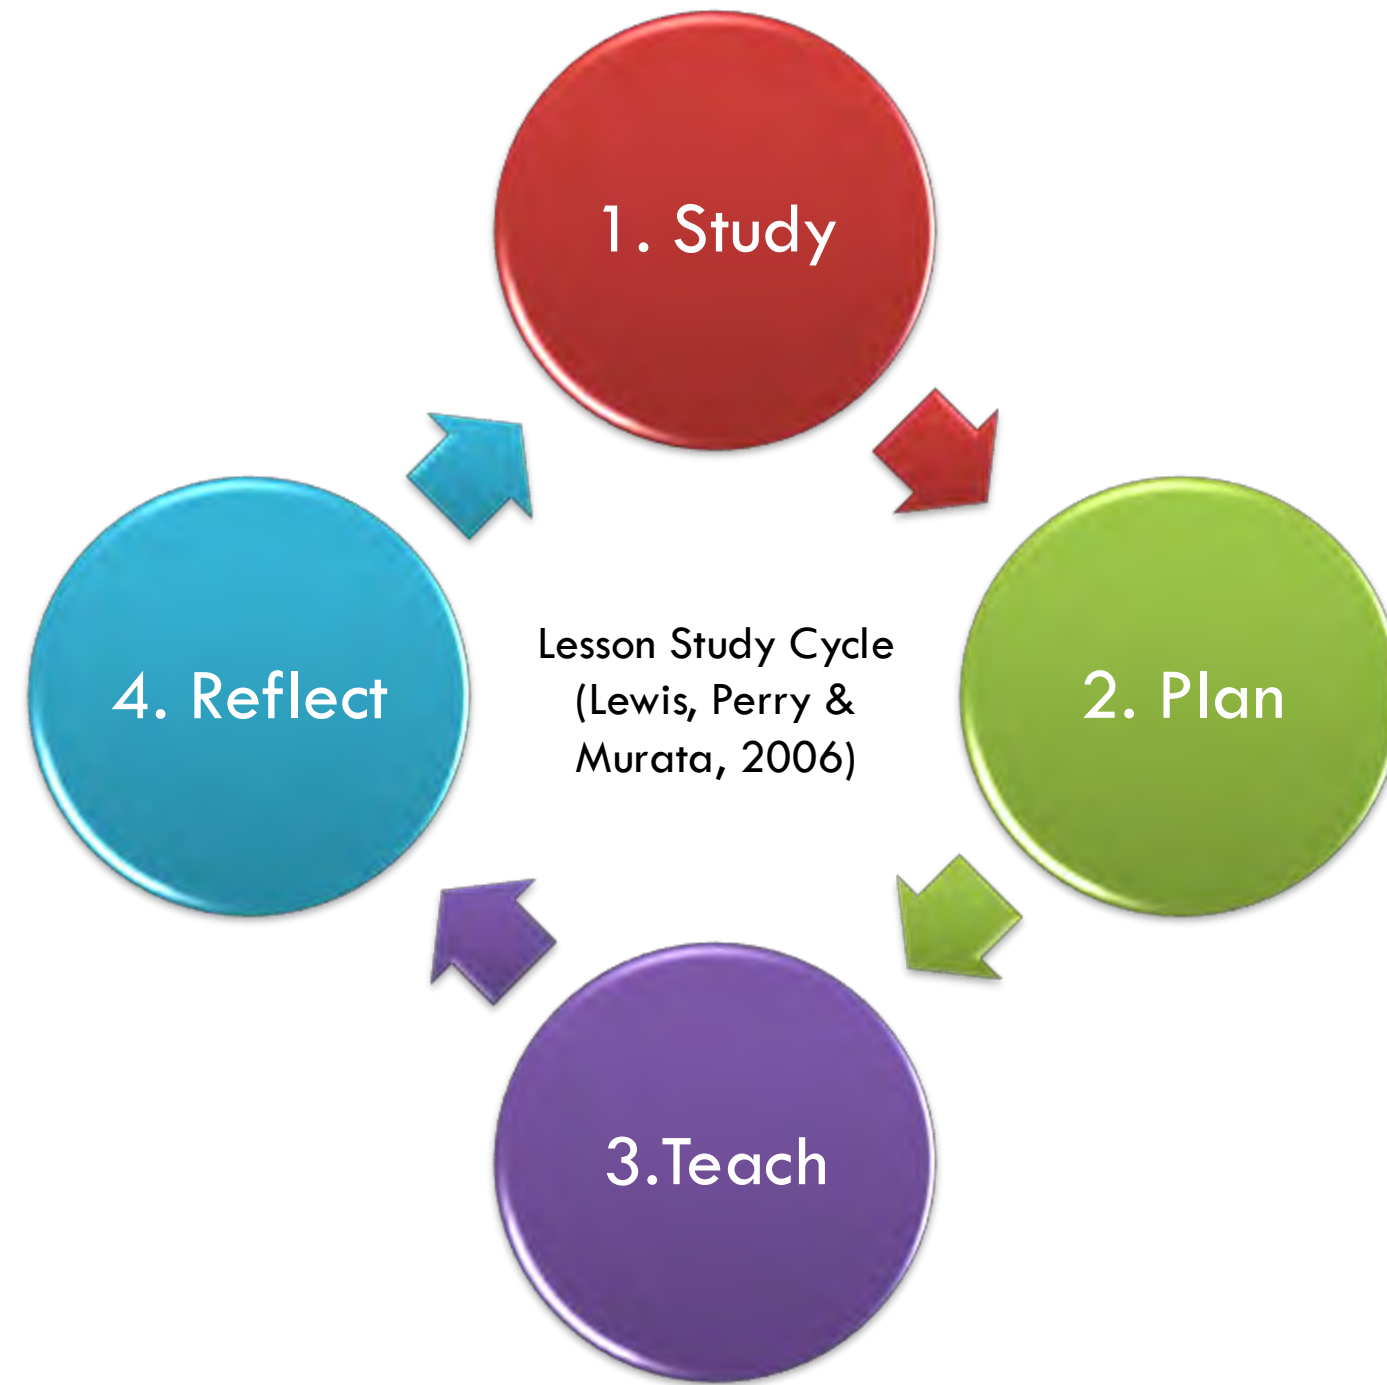 1. Study
2. Plan
3.Teach
4. Reflect
Lesson Study Cycle
(Lewis, Perry &
Murata, 2006)